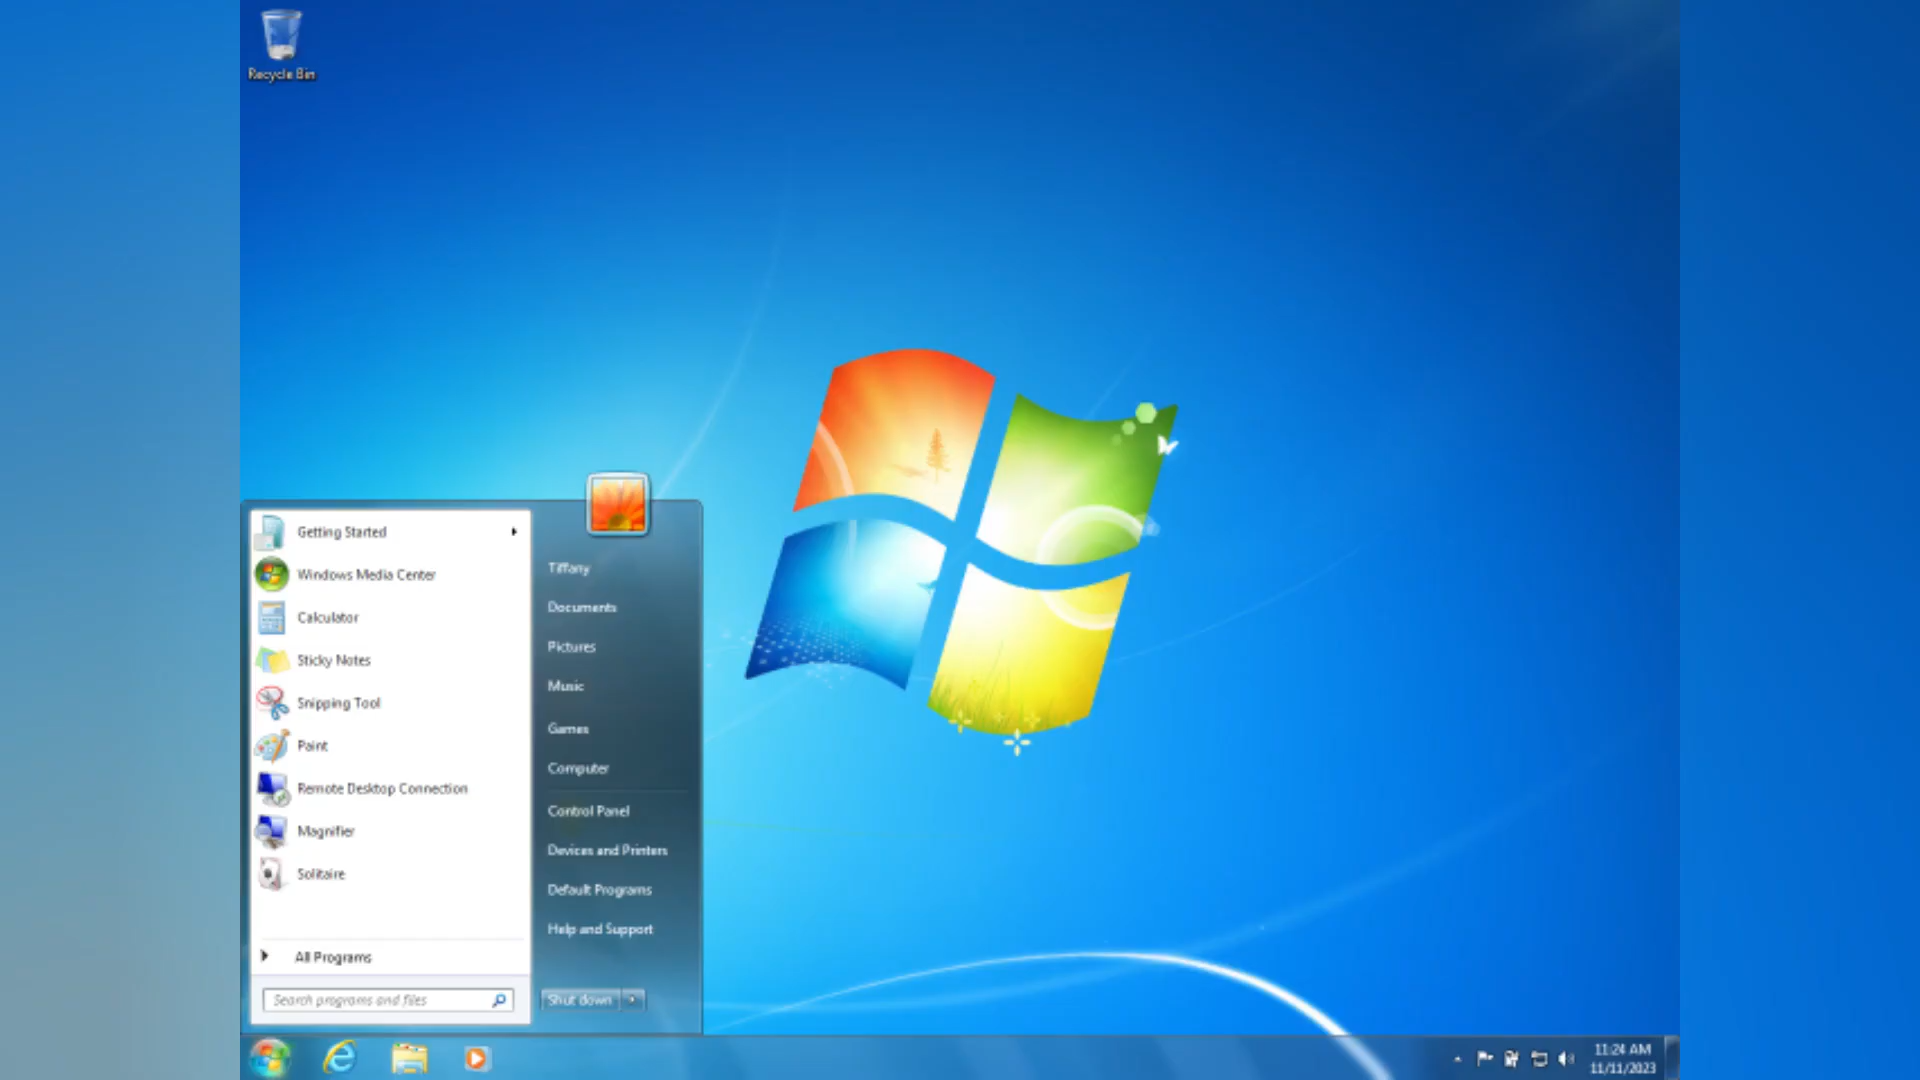 Recycle Bin
Getting Started
Windows Media Center
Calculator
Sticky Notes
Snipping Tool
Paint
Remote Desktop Connection
Magnifier
Solitaire
All Programs
Search programs and files
Tiffany
Documents
Pictures
Music
Games
Computer
Control Panel
Devices and Printers
Default Programs
Help and Support
Shut down
11:24 AM
11/11/2023